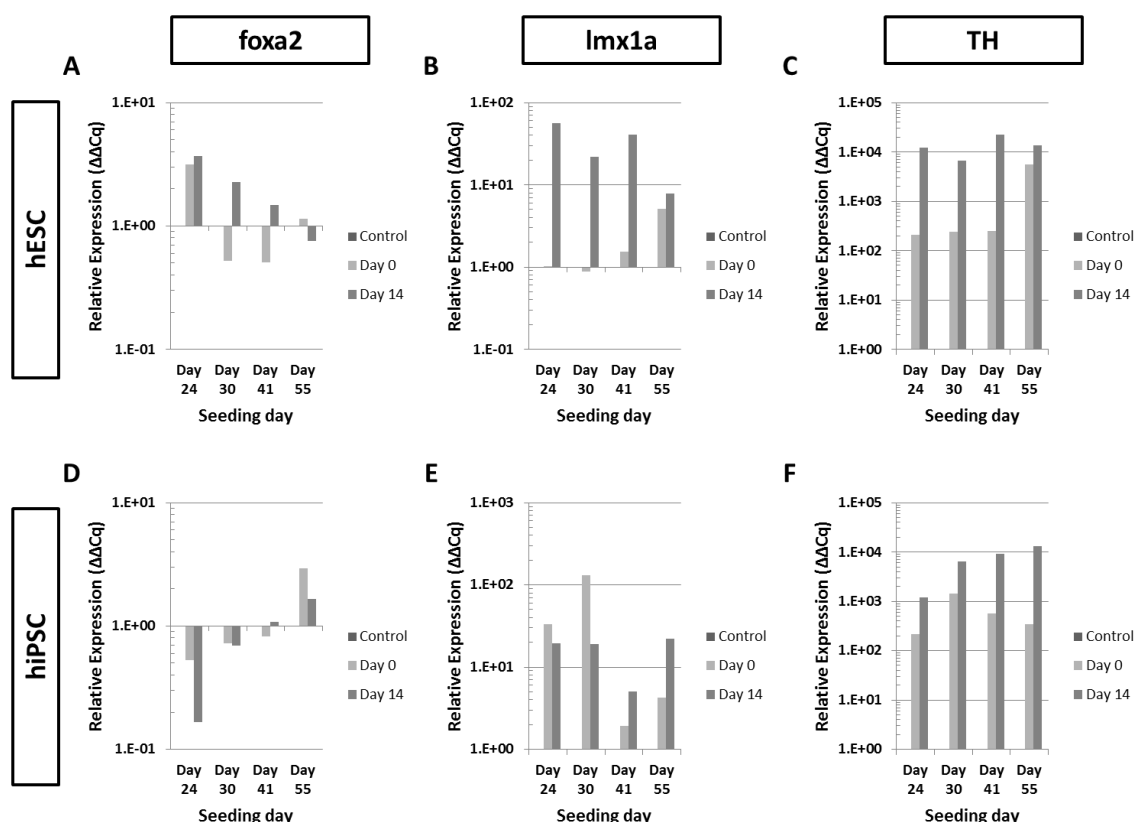 foxa2
lmx1a
TH
hESC
hiPSC
A
Relative Expression (ΔΔCq)
1.E+01
1.E+00
1.E-01
Day Day Day Day
24 30 41 55
Seeding day
Control
Day 0
Day 14
B
Relative Expression (ΔΔCq)
1.E+02
1.E+01
1.E+00
1.E-01
Day Day Day Day
24 30 41 55
Seeding day
Control
Day 0
Day 14
C
Relative Expression (ΔΔCq)
1.E+05
1.E+04
1.E+03
1.E+02
1.E+01
1.E+00
Day Day Day Day
24 30 41 55
Seeding day
Control
Day 0
Day 14
D
Relative Expression (ΔΔCq)
1.E+01
1.E+00
1.E-01
Day Day Day Day
24 30 41 55
Seeding day
Control
Day 0
Day 14
E
Relative Expression (ΔΔCq)
1.E+03
1.E+02
1.E+01
1.E+00
Day Day Day Day
24 30 41 55
Seeding day
Control
Day 0
Day 14
F
Relative Expression (ΔΔCq)
1.E+05
1.E+04
1.E+03
1.E+02
1.E+01
1.E+00
Day Day Day Day
24 30 41 55
Seeding day
Control
Day 0
Day 14